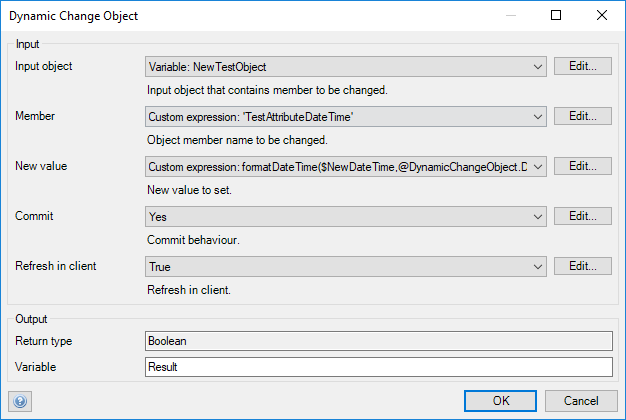 Dynamic Change Object
Input
Input object Variable: NewTestObject Edit...
Input object that contains member to be changed.
Member Custom expression: 'TestAttributeDateTime' Edit...
Object member name to be changed.
New value Custom expression: formatDateTime($NewDateTime,@DynamicChangeObject.D Edit...
New value to set.
Commit Yes Edit...
Commit behaviour.
Refresh in client True Edit...
Refresh in client.
Output
Return type Boolean
Variable Result
? OK Cancel